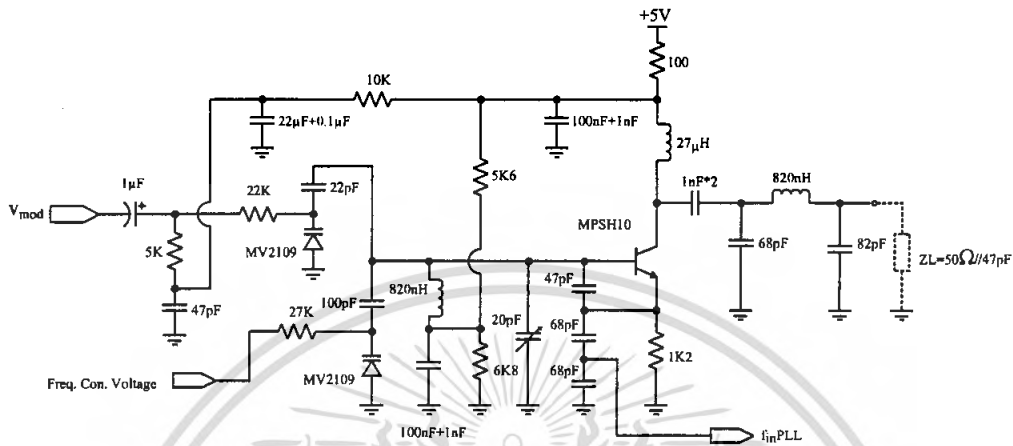 +5V
100
10K
22µF+0.1µF
100nF+1nF
27µH
5K6
1µF
22K
22pF
1nF*2
820nH
Vmod
MPSH10
5K
MV2109
68pF
82pF
ZL=50Ω//47pF
820nH
47pF
100pF
47pF
27K
20pF
68pF
1K2
MV2109
6K8
68pF
Freq. Con. Voltage
100nF+1nF
finPLL